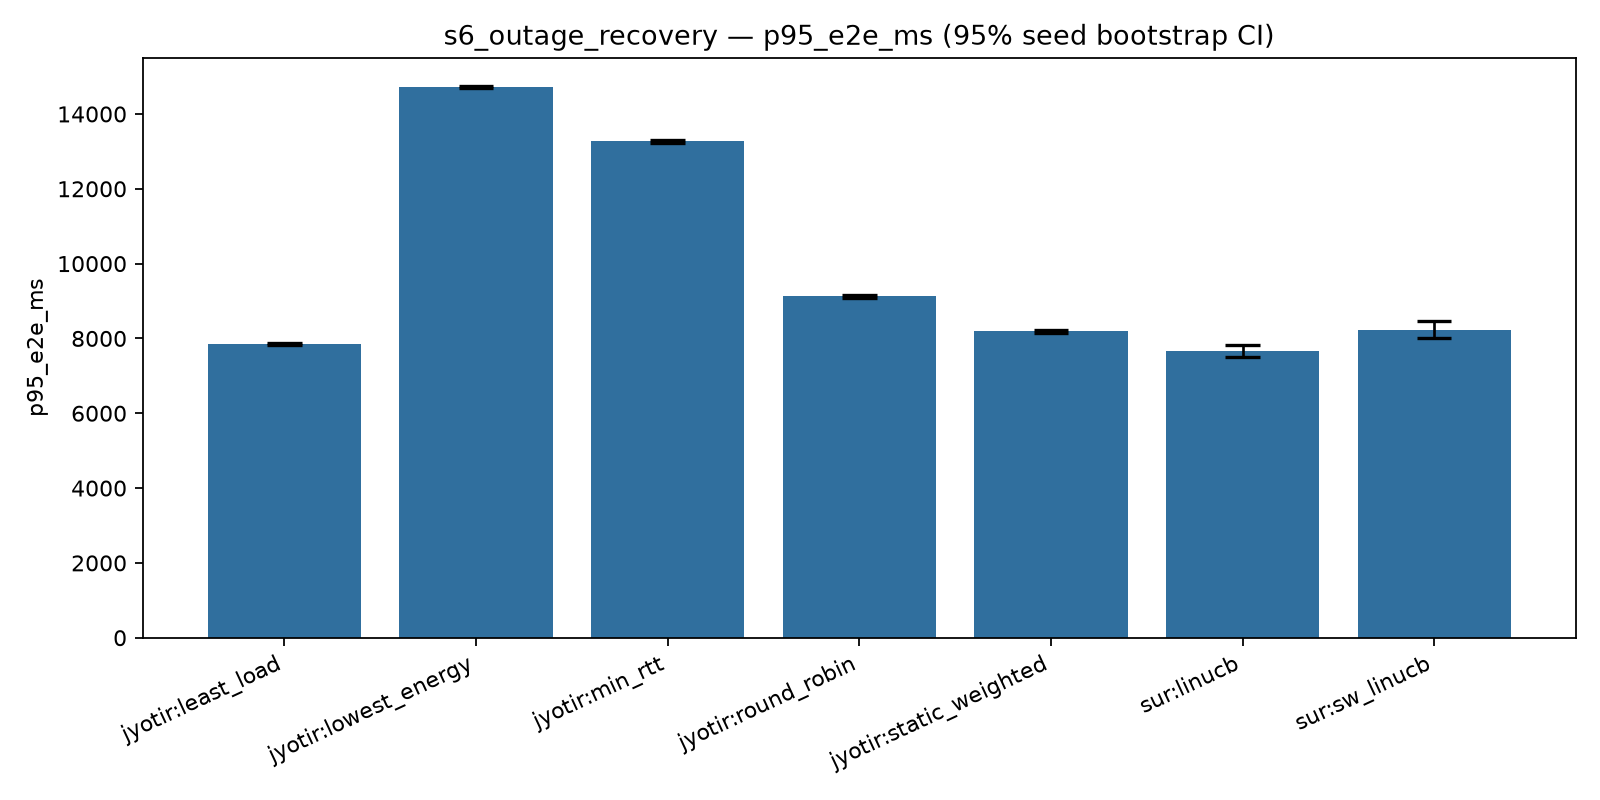 s6_outage_recovery — p95_e2e_ms (95% seed bootstrap CI)
p95_e2e_ms
14000
12000
10000
8000
6000
4000
2000
0
jyotir:least_load
jyotir:lowest_energy
jyotir:min_rtt
jyotir:round_robin
jyotir:static_weighted
sur:linucb
sur:sw_linucb